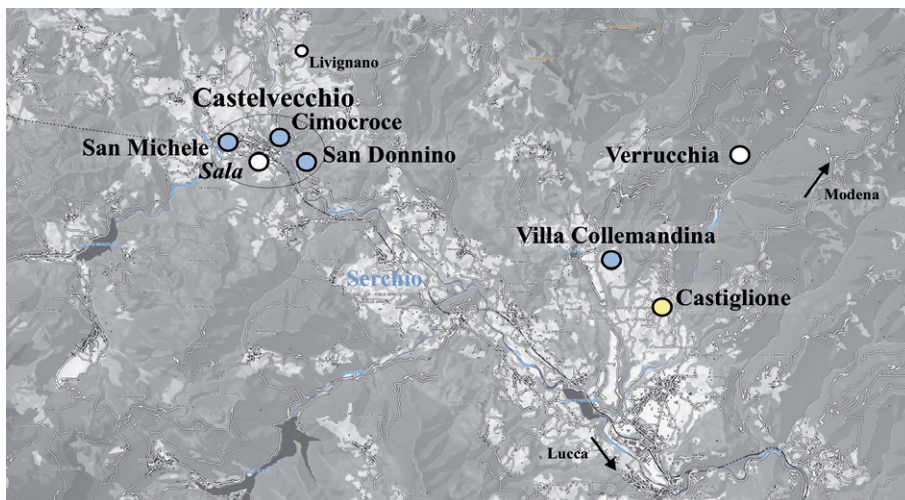 Livignano
Castelvecchio
Cimocroce
San Michele
San Donnino
Sala
Verrucchia
Modena
Villa Collemandina
Serchio
Castiglione
Lucca